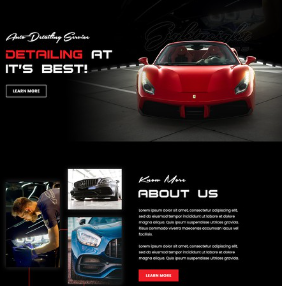 Auto Detailing Service
DETAILING AT
IT'S BEST!
LEARN MORE
Know More
ABOUT US
Lorem ipsum dolor sit amet, consectetur adipiscing elit,
sed do eiusmod tempor incididunt ut labore et dolore
magna aliqua. Quis ipsum suspendisse ultrices gravida.
Risus commodo viverra maecenas accumsan lacus vel
facilisis.
Lorem ipsum dolor sit amet, consectetur adipiscing elit,
sed do eiusmod tempor incididunt ut labore et dolore
magna aliqua. Quis ipsum suspendisse ultrices gravida.
LEARN MORE